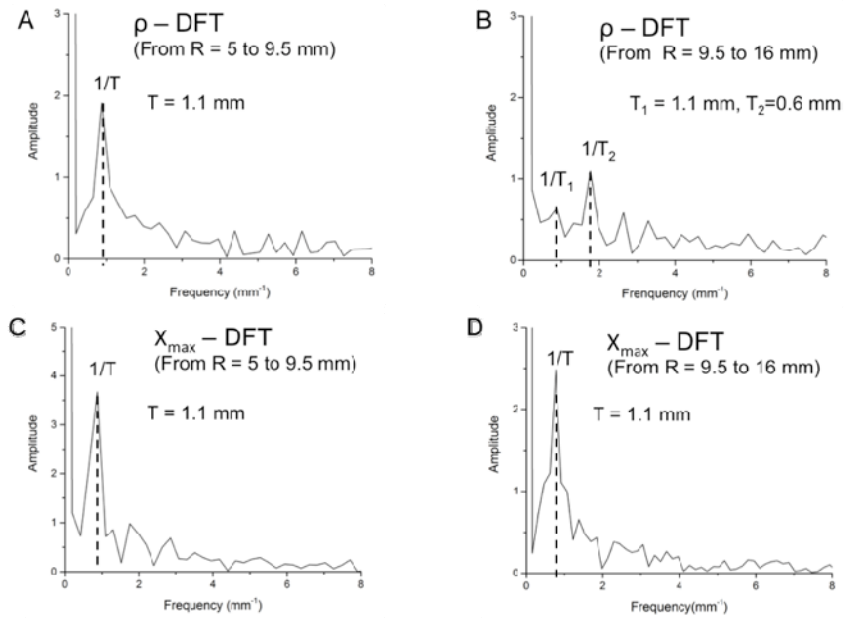 A
ρ – DFT
(From R = 5 to 9.5 mm)
1/T
T = 1.1 mm
Amplitude
3
2
1
0
0 2 4 6 8
Frequency (mm⁻¹)
B
ρ – DFT
(From R = 9.5 to 16 mm)
T₁ = 1.1 mm, T₂=0.6 mm
1/T₁
1/T₂
Amplitude
3
2
1
0
0 2 4 6 8
Frenquency (mm⁻¹)
C
Xmax – DFT
(From R = 5 to 9.5 mm)
1/T
T = 1.1 mm
Amplitude
5
4
3
2
1
0
0 2 4 6 8
Frequency (mm⁻¹)
D
Xmax – DFT
(From R = 9.5 to 16 mm)
1/T
T = 1.1 mm
Amplitude
3
2
1
0
0 2 4 6 8
Frequency(mm⁻¹)